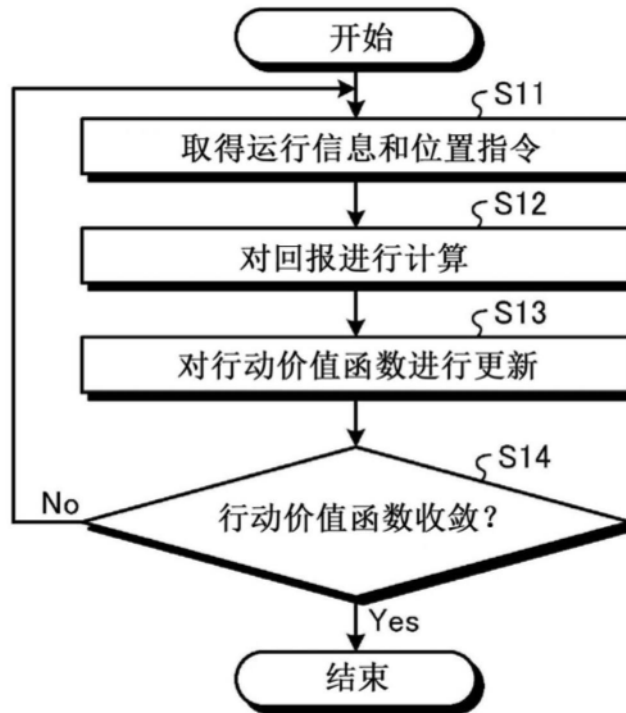 开始
S11
取得运行信息和位置指令
S12
对回报进行计算
S13
对行动价值函数进行更新
S14
行动价值函数收敛?
No
Yes
结束